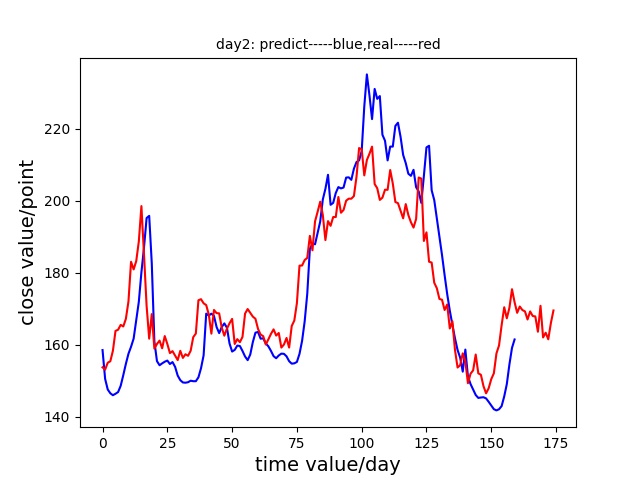 day2: predict-----blue,real-----red
close value/point
220
200
180
160
140
0 25 50 75 100 125 150 175
time value/day